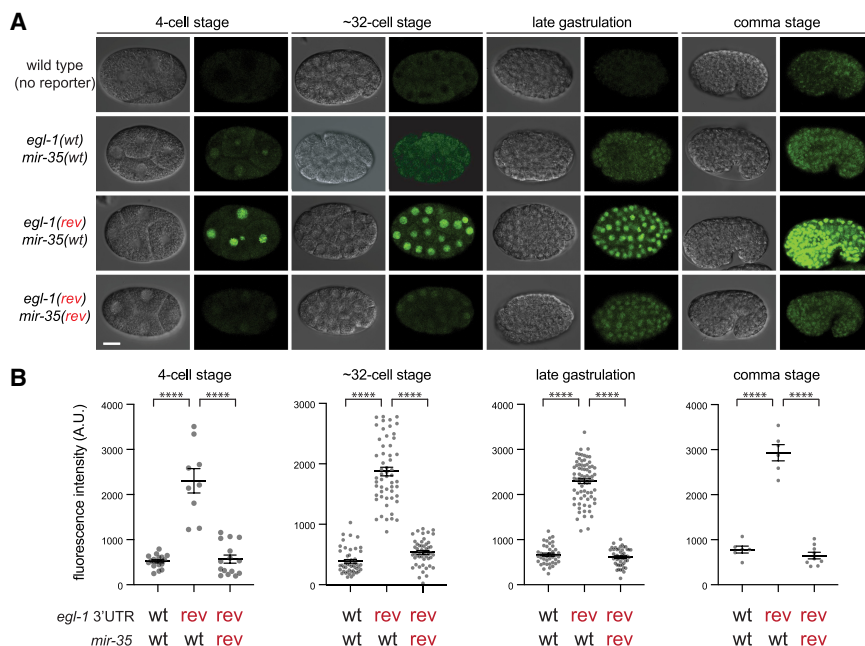 A
4-cell stage
~32-cell stage
late gastrulation
comma stage
wild type
(no reporter)
egl-1(wt)
mir-35(wt)
egl-1(rev)
mir-35(wt)
egl-1(rev)
mir-35(rev)
B
4-cell stage
~32-cell stage
late gastrulation
comma stage
fluorescence intensity (A.U.)
4000
3000
2000
1000
0
**** ****
3000
2000
1000
0
**** ****
4000
3000
2000
1000
0
**** ****
4000
3000
2000
1000
0
**** ****
egl-1 3'UTR wt rev rev wt rev rev wt rev rev wt rev rev
mir-35 wt wt rev wt wt rev wt wt rev wt wt rev